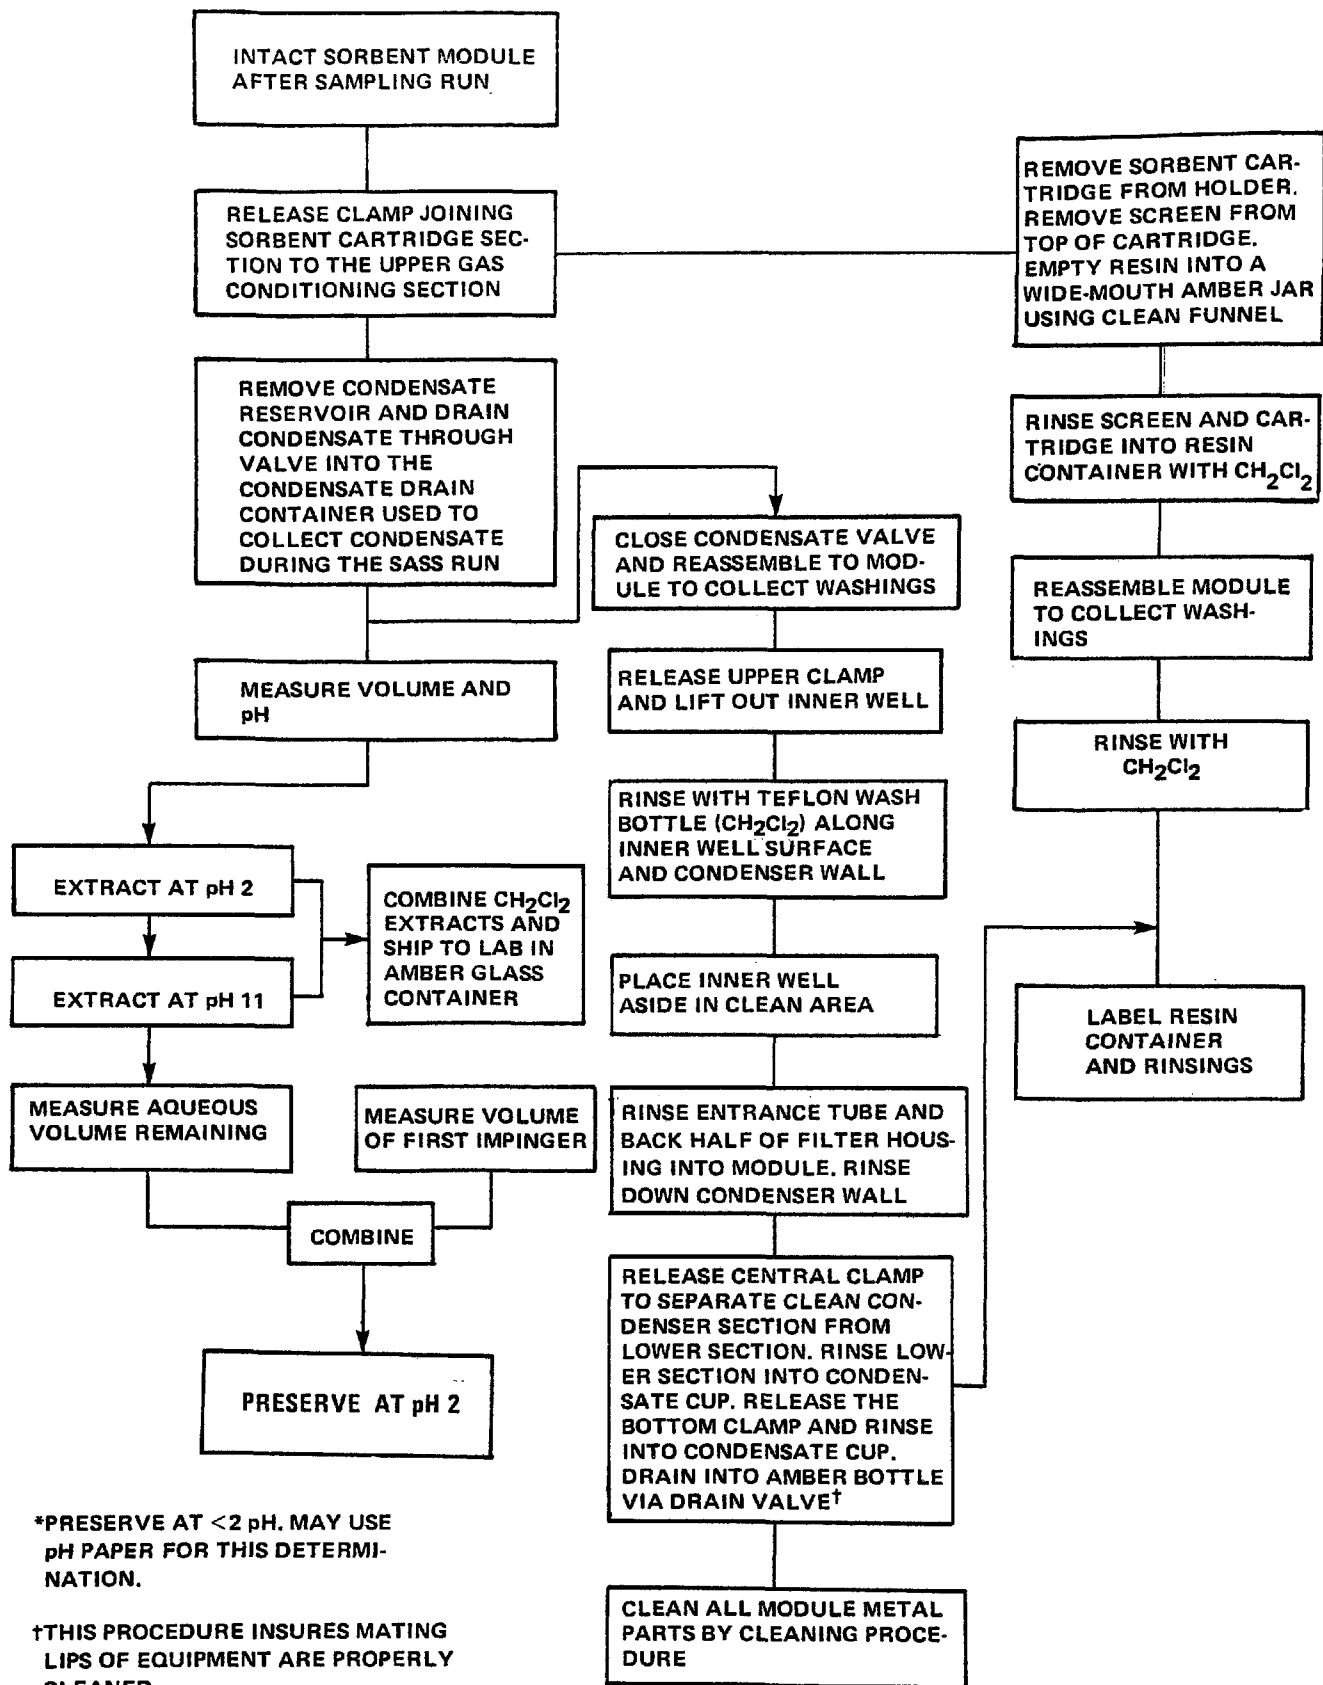 INTACT SORBENT MODULE
AFTER SAMPLING RUN
RELEASE CLAMP JOINING
SORBENT CARTRIDGE SEC-
TION TO THE UPPER GAS
CONDITIONING SECTION
REMOVE CONDENSATE
RESERVOIR AND DRAIN
CONDENSATE THROUGH
VALVE INTO THE
CONDENSATE DRAIN
CONTAINER USED TO
COLLECT CONDENSATE
DURING THE SASS RUN
MEASURE VOLUME AND
pH
EXTRACT AT pH 2
EXTRACT AT pH 11
COMBINE CH2Cl2
EXTRACTS AND
SHIP TO LAB IN
AMBER GLASS
CONTAINER
MEASURE AQUEOUS
VOLUME REMAINING
MEASURE VOLUME
OF FIRST IMPINGER
COMBINE
PRESERVE AT pH 2
CLOSE CONDENSATE VALVE
AND REASSEMBLE TO MOD-
ULE TO COLLECT WASHINGS
RELEASE UPPER CLAMP
AND LIFT OUT INNER WELL
RINSE WITH TEFLON WASH
BOTTLE (CH2Cl2) ALONG
INNER WELL SURFACE
AND CONDENSER WALL
PLACE INNER WELL
ASIDE IN CLEAN AREA
RINSE ENTRANCE TUBE AND
BACK HALF OF FILTER HOUS-
ING INTO MODULE. RINSE
DOWN CONDENSER WALL
RELEASE CENTRAL CLAMP
TO SEPARATE CLEAN CON-
DENSER SECTION FROM
LOWER SECTION. RINSE LOW-
ER SECTION INTO CONDEN-
SATE CUP. RELEASE THE
BOTTOM CLAMP AND RINSE
INTO CONDENSATE CUP.
DRAIN INTO AMBER BOTTLE
VIA DRAIN VALVE†
CLEAN ALL MODULE METAL
PARTS BY CLEANING PROCE-
DURE
REMOVE SORBENT CAR-
TRIDGE FROM HOLDER.
REMOVE SCREEN FROM
TOP OF CARTRIDGE.
EMPTY RESIN INTO A
WIDE-MOUTH AMBER JAR
USING CLEAN FUNNEL
RINSE SCREEN AND CAR-
TRIDGE INTO RESIN
CONTAINER WITH CH2Cl2
REASSEMBLE MODULE
TO COLLECT WASH-
INGS
RINSE WITH
CH2Cl2
LABEL RESIN
CONTAINER
AND RINSINGS
*PRESERVE AT <2 pH. MAY USE
pH PAPER FOR THIS DETERMI-
NATION.
†THIS PROCEDURE INSURES MATING
LIPS OF EQUIPMENT ARE PROPERLY